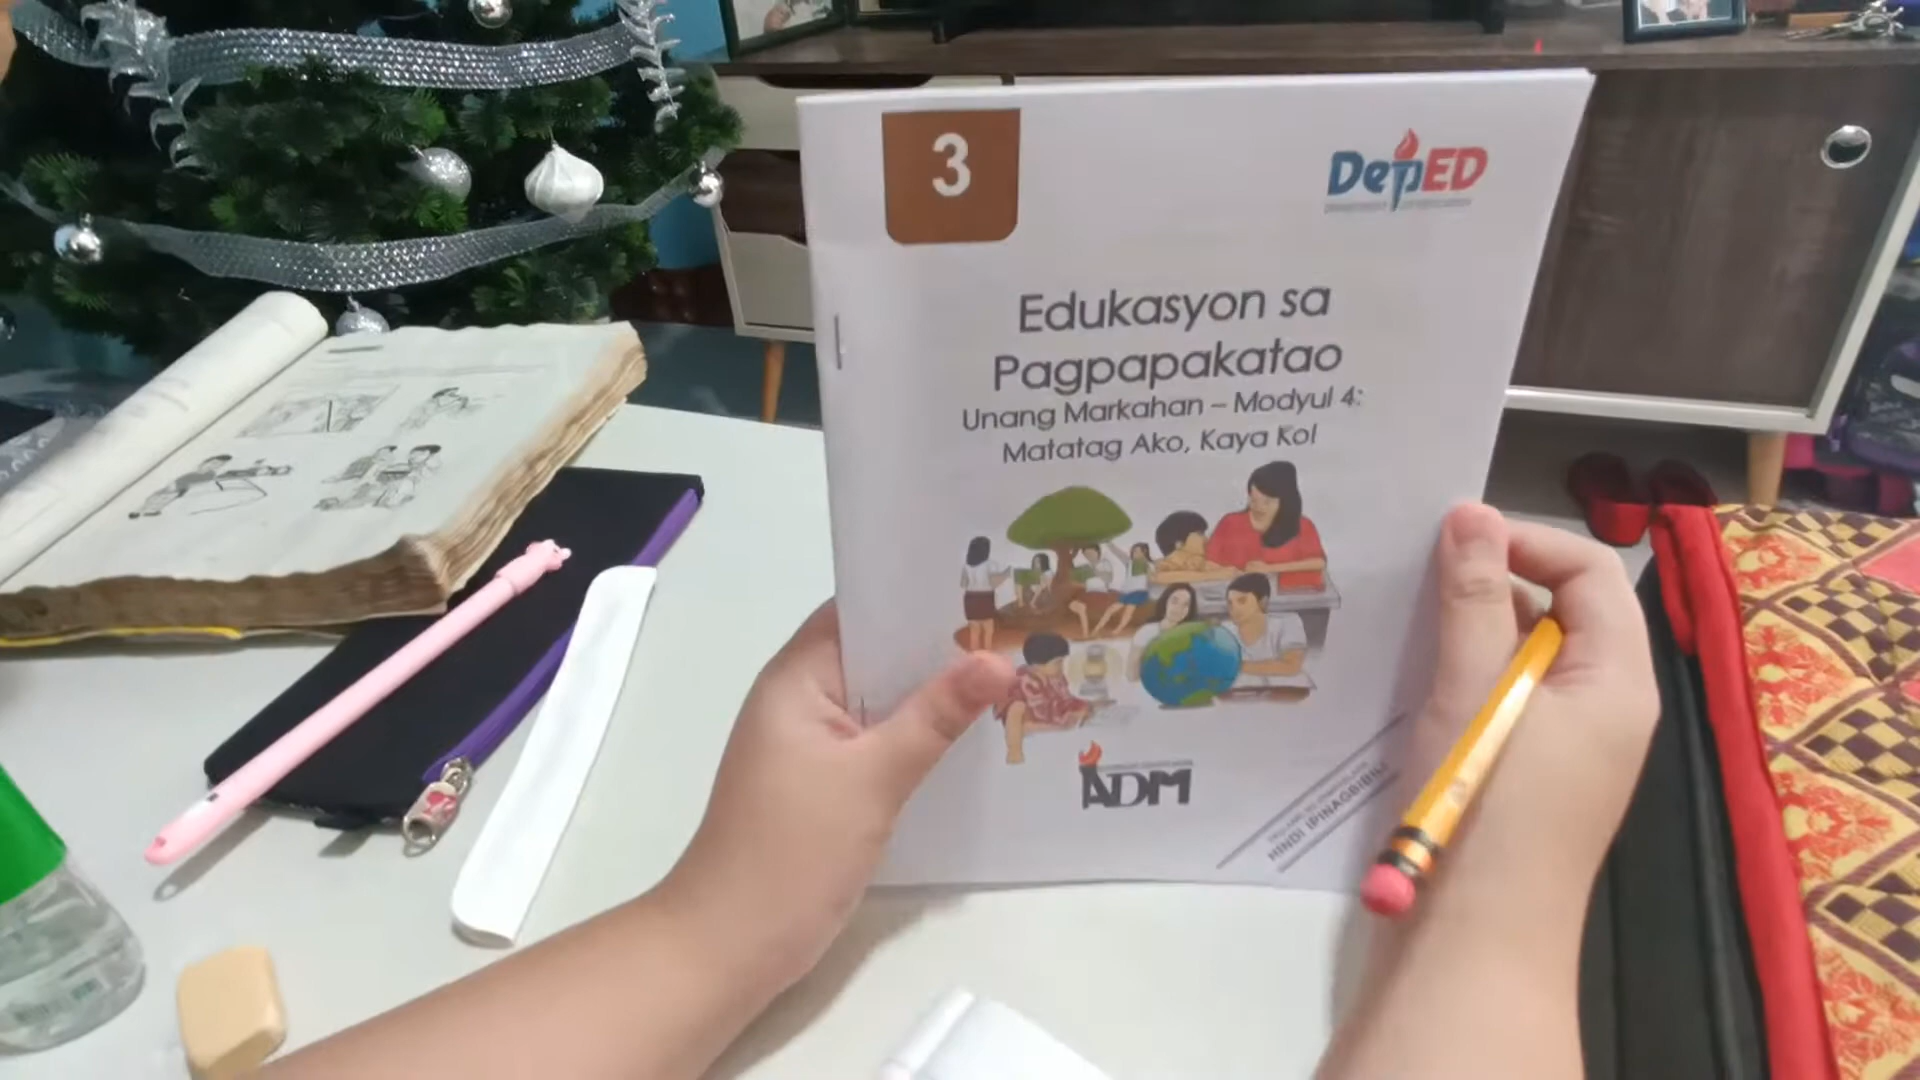 3
DepED
Edukasyon sa
Pagpapakatao
Unang Markahan – Modyul 4:
Matatag Ako, Kaya Ko!
ADM
HINDI IPINAGBIBILI